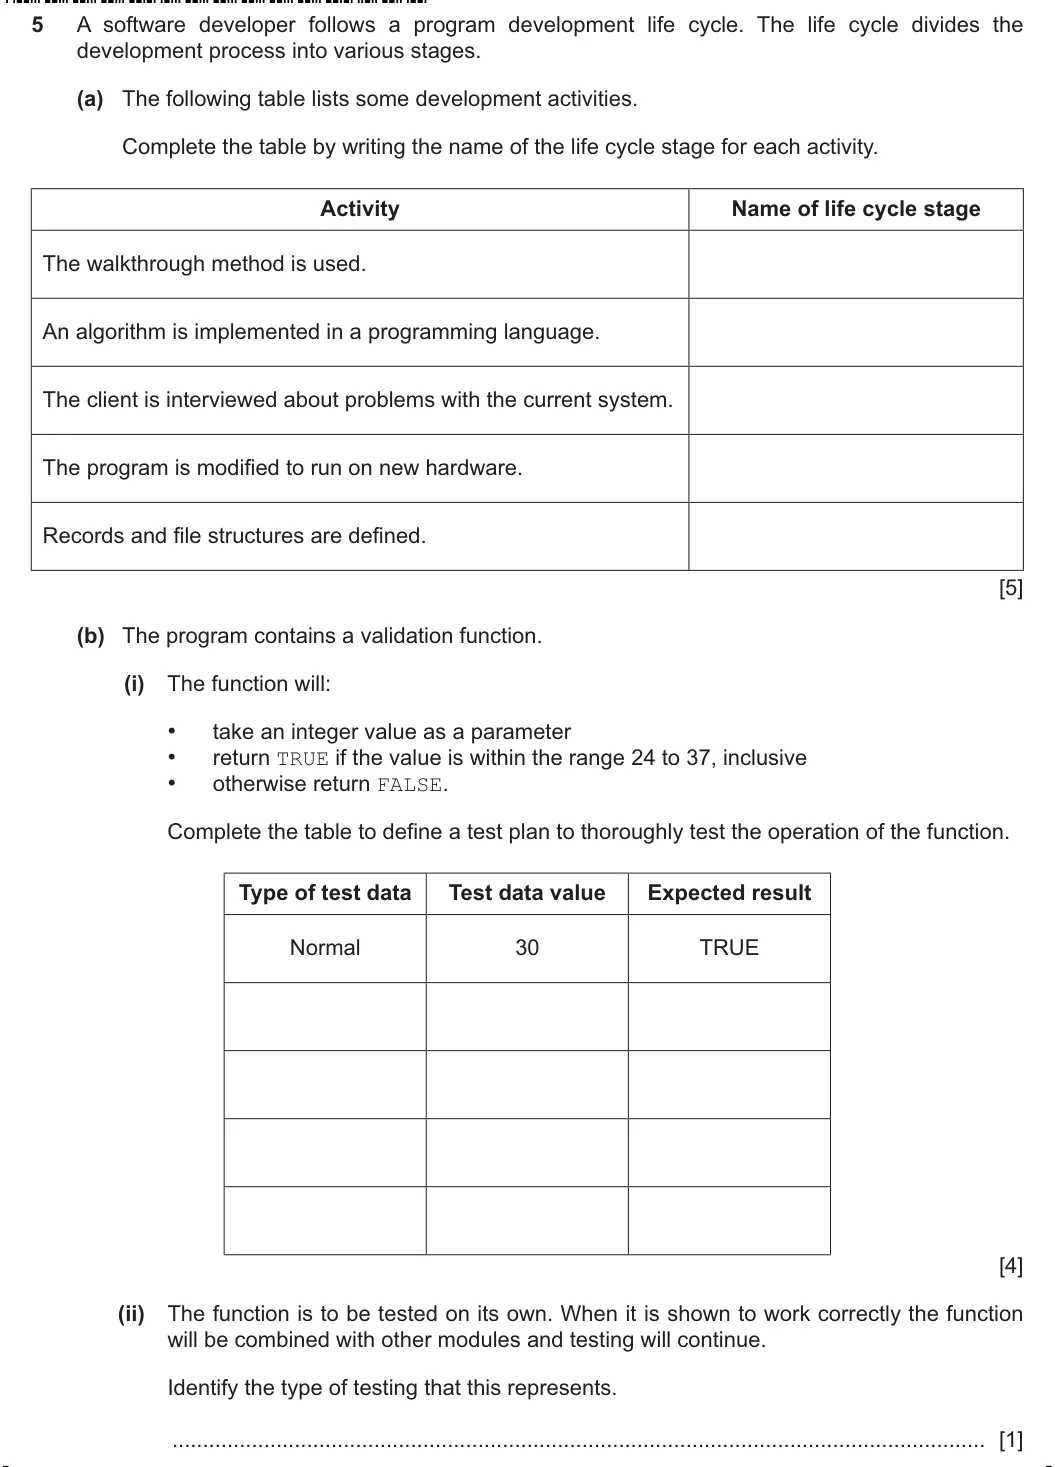 5 A software developer follows a program development life cycle. The life cycle divides the
development process into various stages.
(a) The following table lists some development activities.
Complete the table by writing the name of the life cycle stage for each activity.
Activity Name of life cycle stage
The walkthrough method is used.
An algorithm is implemented in a programming language.
The client is interviewed about problems with the current system.
The program is modified to run on new hardware.
Records and file structures are defined.
[5]
(b) The program contains a validation function.
(i) The function will:
• take an integer value as a parameter
• return TRUE if the value is within the range 24 to 37, inclusive
• otherwise return FALSE.
Complete the table to define a test plan to thoroughly test the operation of the function.
Type of test data Test data value Expected result
Normal 30 TRUE
[4]
(ii) The function is to be tested on its own. When it is shown to work correctly the function
will be combined with other modules and testing will continue.
Identify the type of testing that this represents.
...................................................................................................................................... [1]